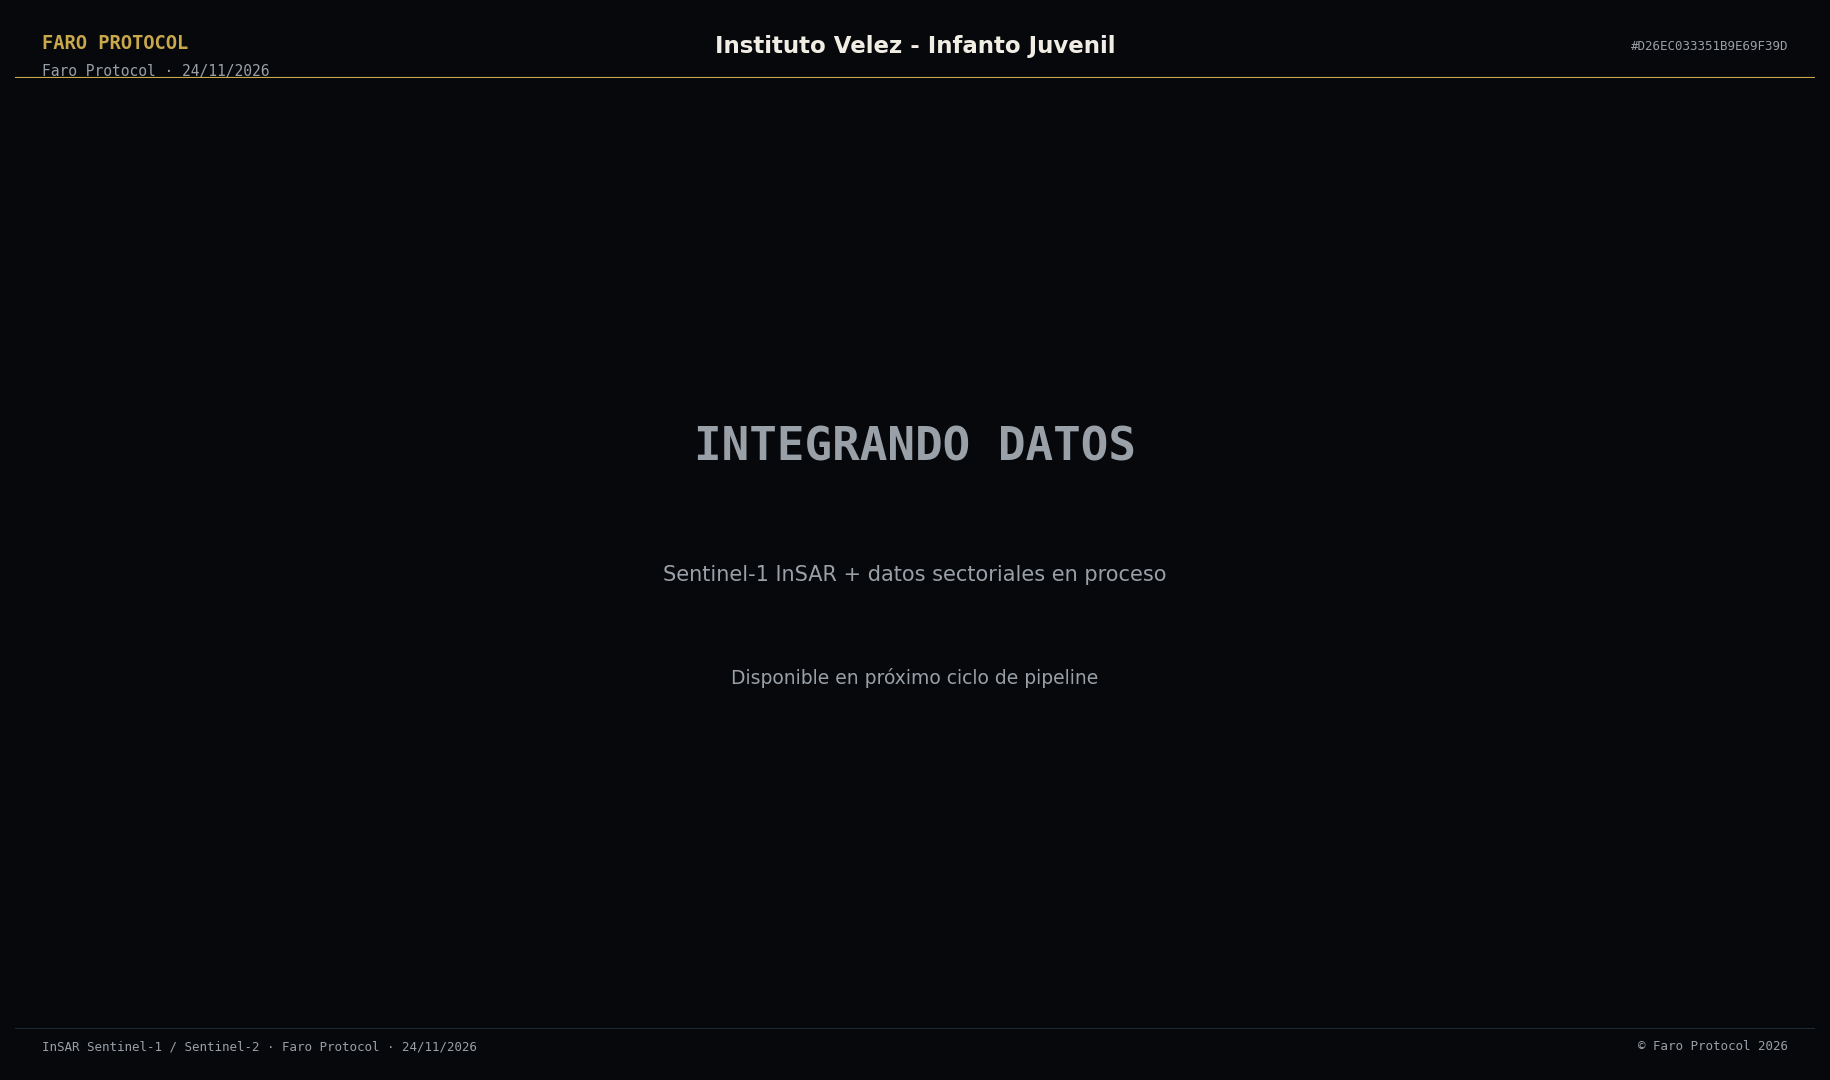 FARO PROTOCOL
Faro Protocol · 24/11/2026
Instituto Velez - Infanto Juvenil
#D26EC033351B9E69F39D
INTEGRANDO DATOS
Sentinel-1 InSAR + datos sectoriales en proceso
Disponible en próximo ciclo de pipeline
InSAR Sentinel-1 / Sentinel-2 · Faro Protocol · 24/11/2026
© Faro Protocol 2026